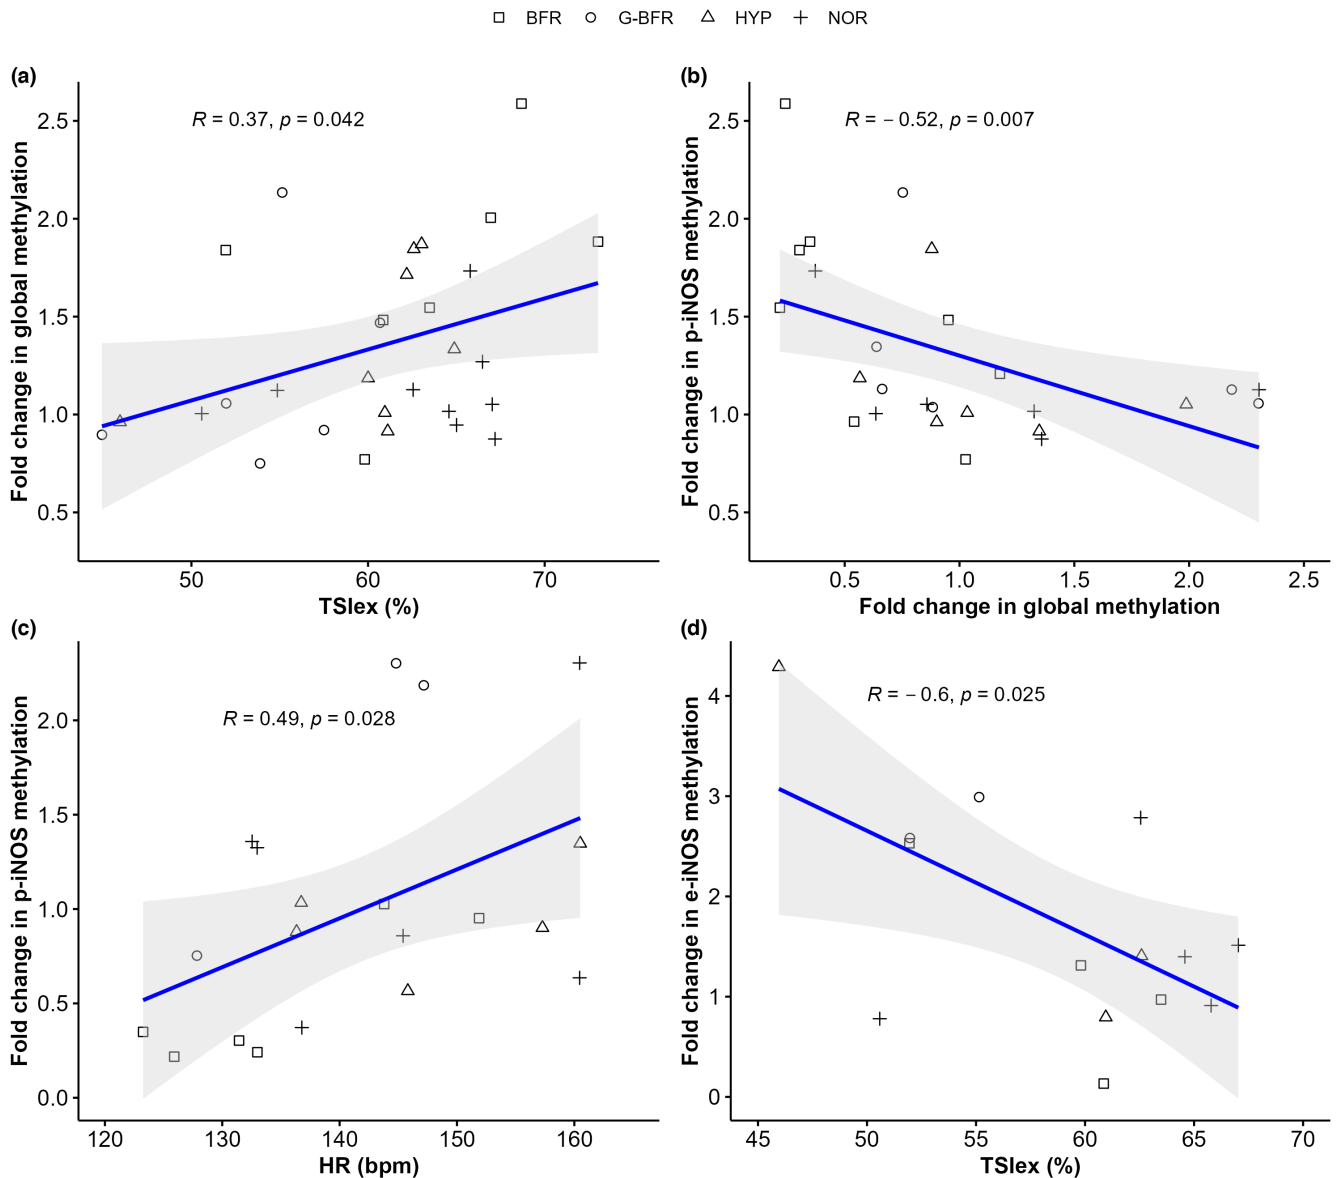 BFR G-BFR HYP NOR
(a)
R = 0.37, p = 0.042
Fold change in global methylation
2.5
2.0
1.5
1.0
0.5
50 60 70
TSIex (%)
(b)
R = − 0.52, p = 0.007
Fold change in p-iNOS methylation
2.5
2.0
1.5
1.0
0.5
0.5 1.0 1.5 2.0 2.5
Fold change in global methylation
(c)
R = 0.49, p = 0.028
Fold change in p-iNOS methylation
2.0
1.5
1.0
0.5
0.0
120 130 140 150 160
HR (bpm)
(d)
R = − 0.6, p = 0.025
Fold change in e-iNOS methylation
4
3
2
1
0
45 50 55 60 65 70
TSIex (%)